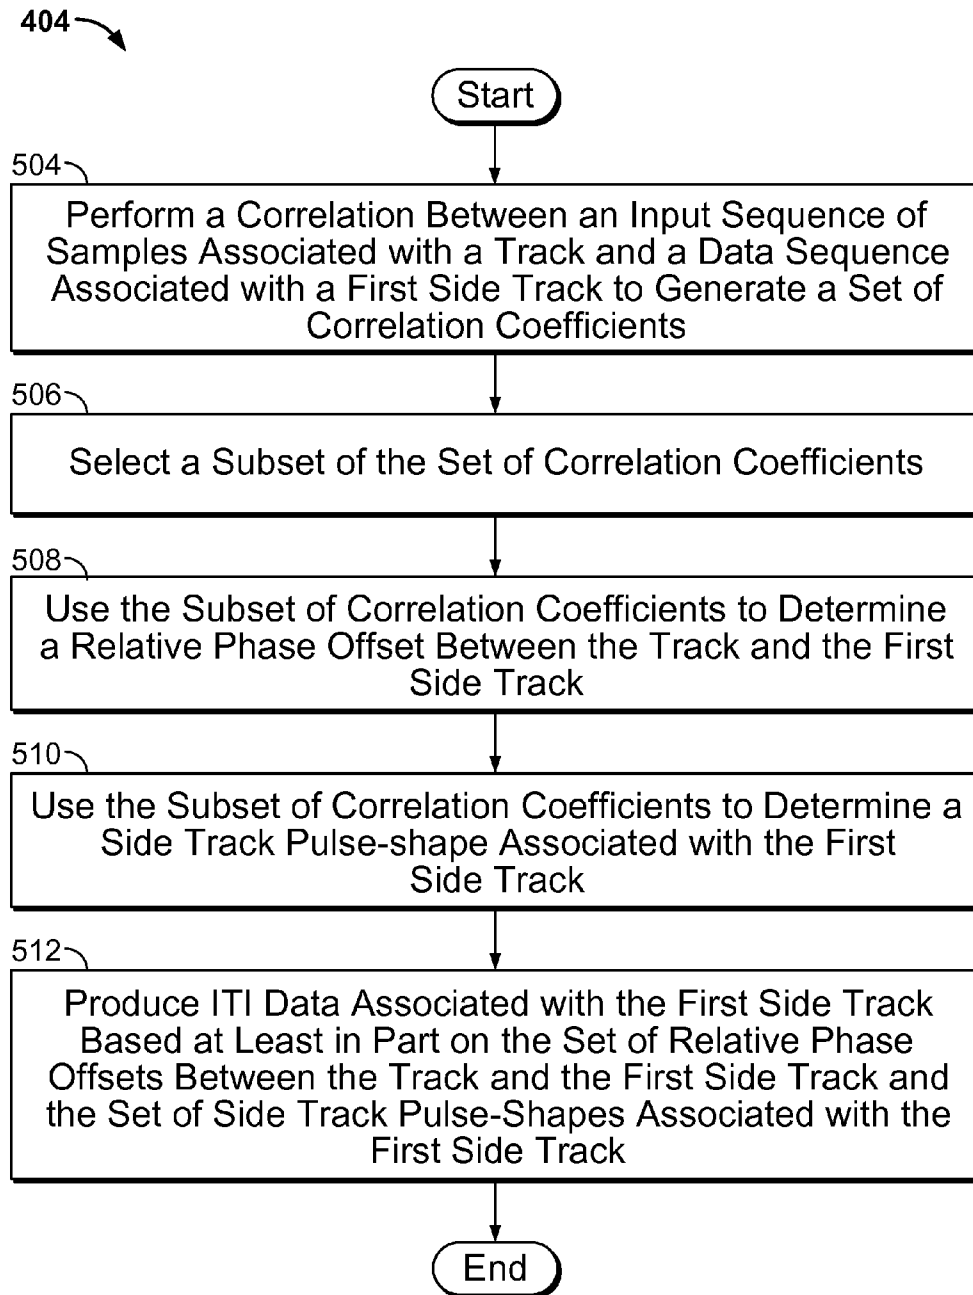 404
Start
504
Perform a Correlation Between an Input Sequence of
Samples Associated with a Track and a Data Sequence
Associated with a First Side Track to Generate a Set of
Correlation Coefficients
506
Select a Subset of the Set of Correlation Coefficients
508
Use the Subset of Correlation Coefficients to Determine
a Relative Phase Offset Between the Track and the First
Side Track
510
Use the Subset of Correlation Coefficients to Determine a
Side Track Pulse-shape Associated with the First
Side Track
512
Produce ITI Data Associated with the First Side Track
Based at Least in Part on the Set of Relative Phase
Offsets Between the Track and the First Side Track and
the Set of Side Track Pulse-Shapes Associated with the
First Side Track
End